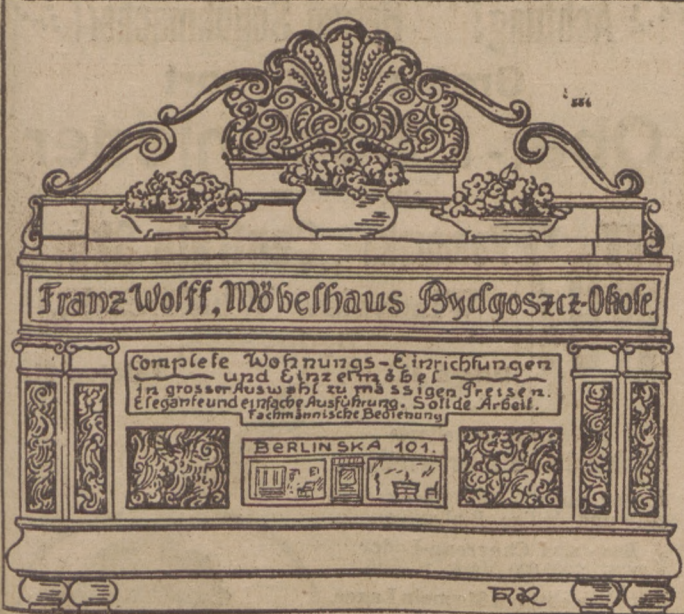 554
Franz Wolff, Möbelhaus Bydgoszcz-Okole.
Complete Wohnungs-Einrichtungen
und Einzelmöbel
in grosser Auswahl zu mässigen Preisen.
Elegante und einfache Ausführung. Solide Arbeit.
Fachmännische Bedienung
BERLINSKA 101.